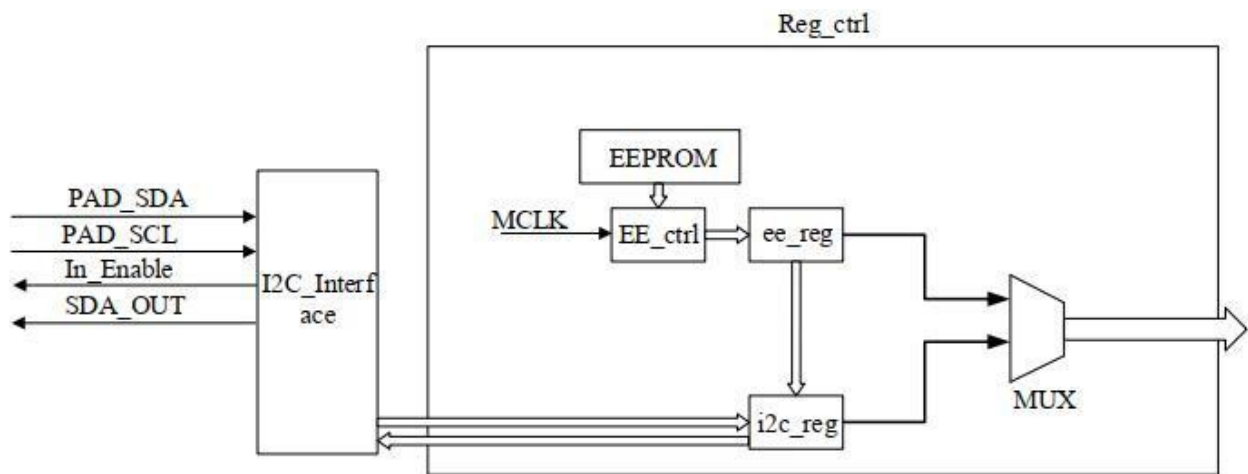 Reg_ctrl
EEPROM
PAD_SDA
MCLK
EE_ctrl
ee_reg
PAD_SCL
In_Enable
I2C_Interf
ace
SDA_OUT
MUX
i2c_reg